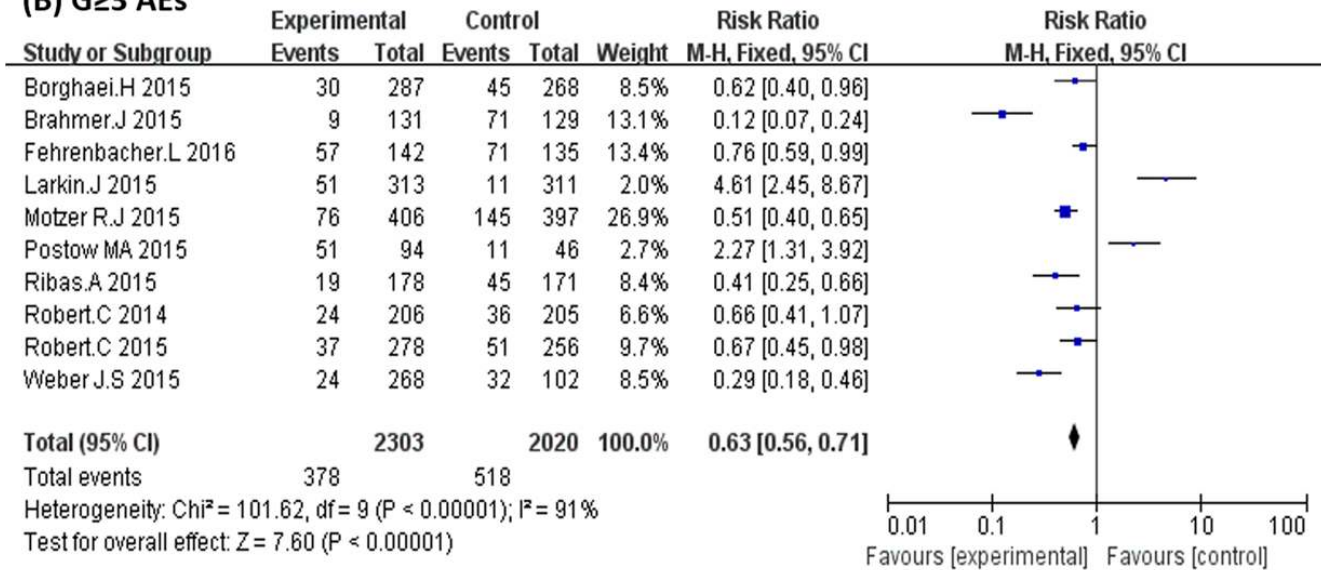 (B) G≥3 AEs
Experimental Control Risk Ratio Risk Ratio
Study or Subgroup Events Total Events Total Weight M-H, Fixed, 95% CI M-H, Fixed, 95% CI
Borghaei.H 2015 30 287 45 268 8.5% 0.62 [0.40, 0.96]
Brahmer.J 2015 9 131 71 129 13.1% 0.12 [0.07, 0.24]
Fehrenbacher.L 2016 57 142 71 135 13.4% 0.76 [0.59, 0.99]
Larkin.J 2015 51 313 11 311 2.0% 4.61 [2.45, 8.67]
Motzer R.J 2015 76 406 145 397 26.9% 0.51 [0.40, 0.65]
Postow MA 2015 51 94 11 46 2.7% 2.27 [1.31, 3.92]
Ribas.A 2015 19 178 45 171 8.4% 0.41 [0.25, 0.66]
Robert.C 2014 24 206 36 205 6.6% 0.66 [0.41, 1.07]
Robert.C 2015 37 278 51 256 9.7% 0.67 [0.45, 0.98]
Weber J.S 2015 24 268 32 102 8.5% 0.29 [0.18, 0.46]
Total (95% CI) 2303 2020 100.0% 0.63 [0.56, 0.71]
Total events 378 518
Heterogeneity: Chi² = 101.62, df = 9 (P < 0.00001); I² = 91%
Test for overall effect: Z = 7.60 (P < 0.00001)
0.01 0.1 1 10 100
Favours [experimental] Favours [control]